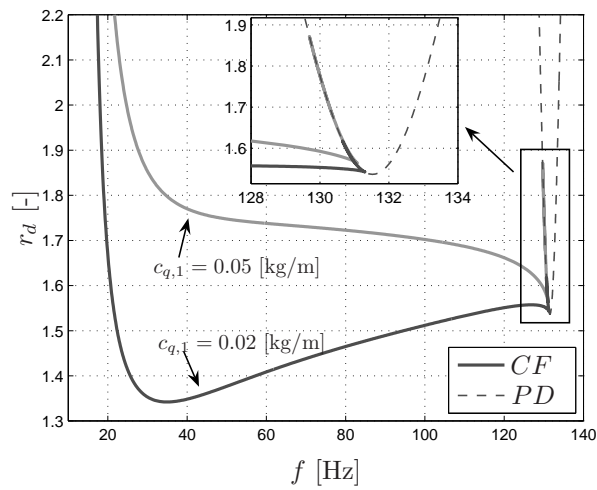 2.2
2.1
2
1.9
1.8
1.7
1.6
1.5
1.4
1.3
r_d [-]
1.9
1.8
1.7
1.6
128 130 132 134
c_{q,1} = 0.05 [kg/m]
c_{q,1} = 0.02 [kg/m]
CF
PD
20 40 60 80 100 120 140
f [Hz]